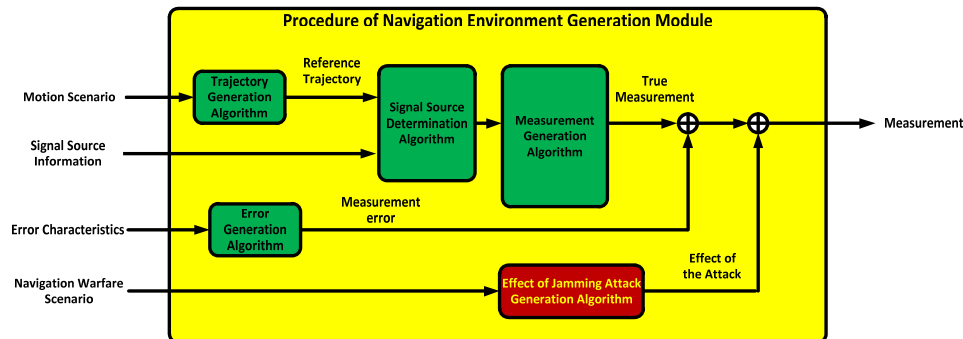 Procedure of Navigation Environment Generation Module
Motion Scenario
Trajectory
Generation
Algorithm
Reference
Trajectory
Signal Source
Information
Signal Source
Determination
Algorithm
Measurement
Generation
Algorithm
True
Measurement
Measurement
Error Characteristics
Error
Generation
Algorithm
Measurement
error
Navigation Warfare
Scenario
Effect of Jamming Attack
Generation Algorithm
Effect of
the Attack